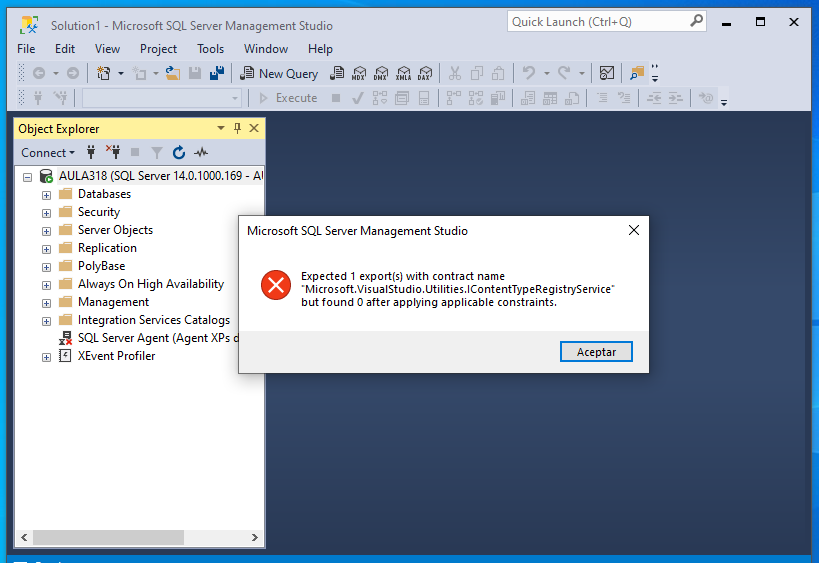 Solution1 - Microsoft SQL Server Management Studio
Quick Launch (Ctrl+Q)
File Edit View Project Tools Window Help
New Query
MDX DMX XMLA DAX
Execute
Object Explorer
Connect
AULA318 (SQL Server 14.0.1000.169 - AU
Databases
Security
Server Objects
Replication
PolyBase
Always On High Availability
Management
Integration Services Catalogs
SQL Server Agent (Agent XPs d
XEvent Profiler
Microsoft SQL Server Management Studio
Expected 1 export(s) with contract name
"Microsoft.VisualStudio.Utilities.IContentTypeRegistryService"
but found 0 after applying applicable constraints.
Aceptar